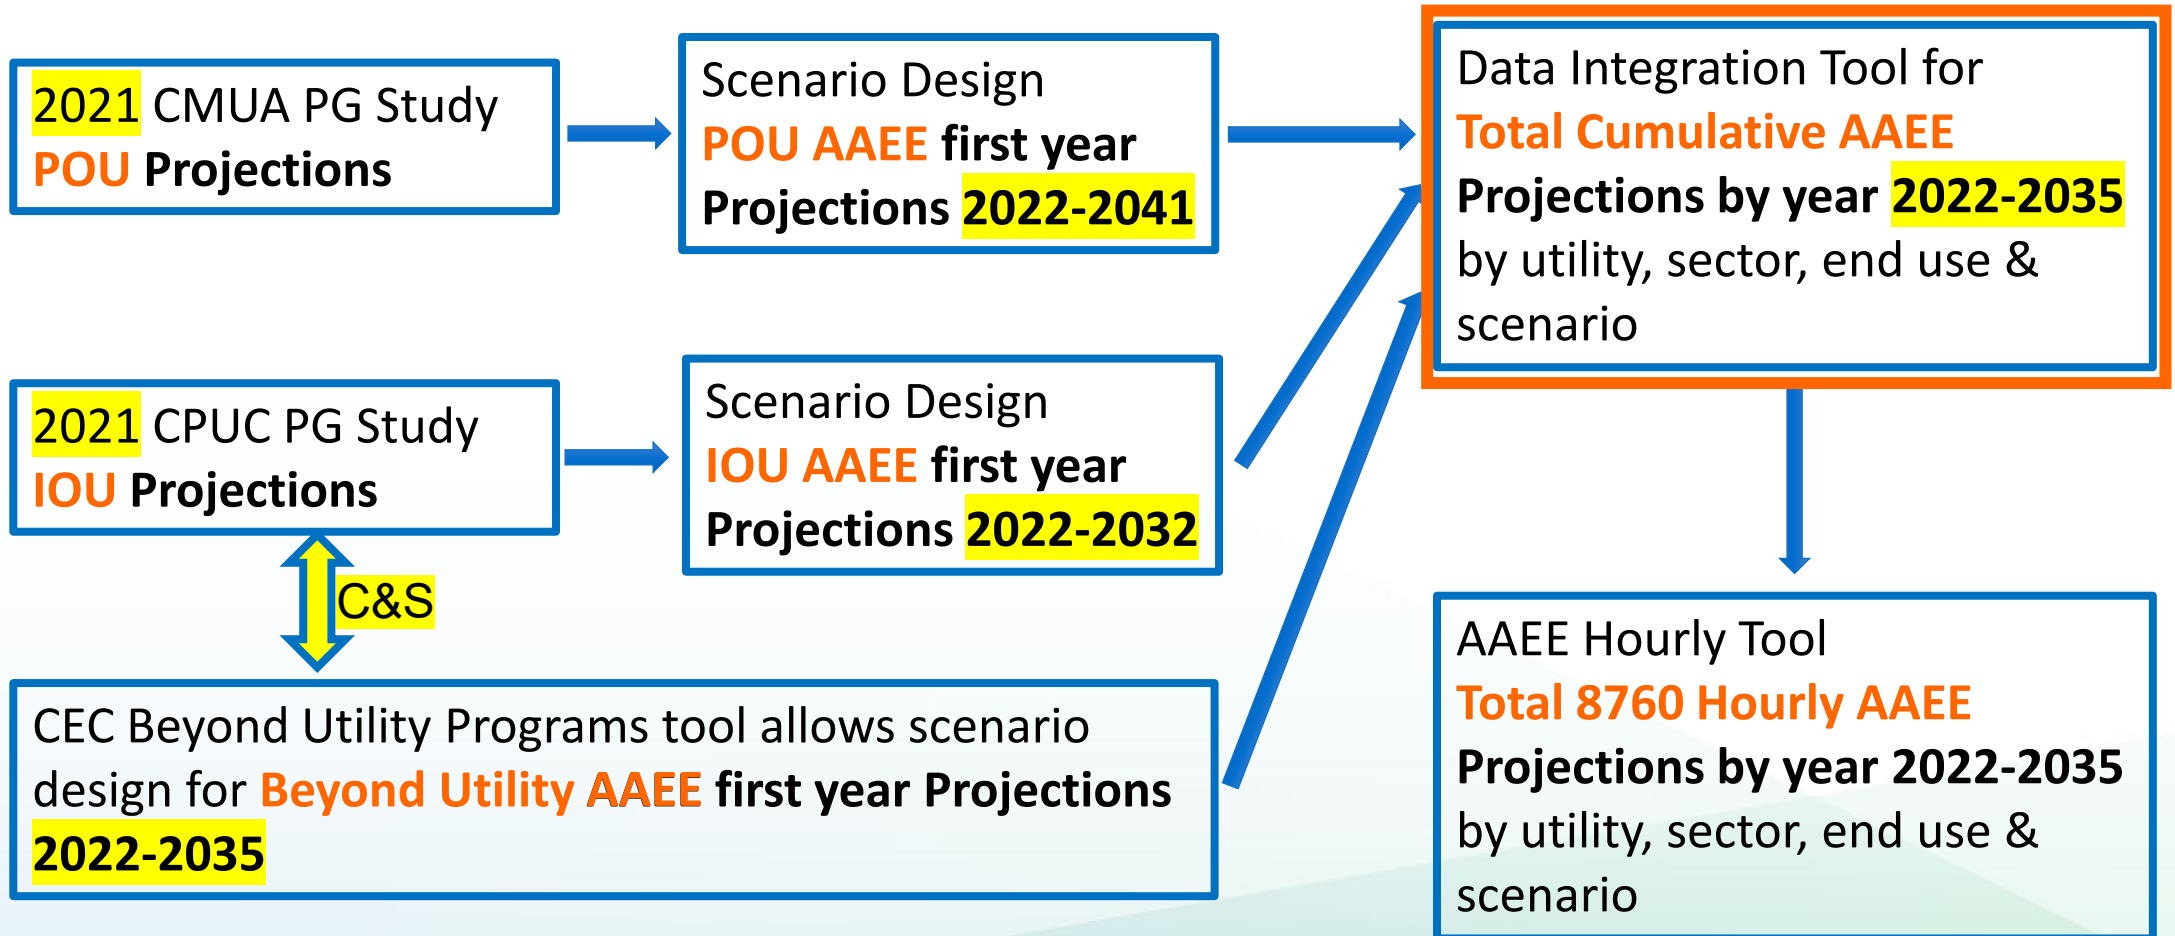 2021 CMUA PG Study
POU Projections
Scenario Design
POU AAEE first year
Projections 2022-2041
Data Integration Tool for
Total Cumulative AAEE
Projections by year 2022-2035
by utility, sector, end use &
scenario
2021 CPUC PG Study
IOU Projections
Scenario Design
IOU AAEE first year
Projections 2022-2032
C&S
CEC Beyond Utility Programs tool allows scenario
design for Beyond Utility AAEE first year Projections
2022-2035
AAEE Hourly Tool
Total 8760 Hourly AAEE
Projections by year 2022-2035
by utility, sector, end use &
scenario